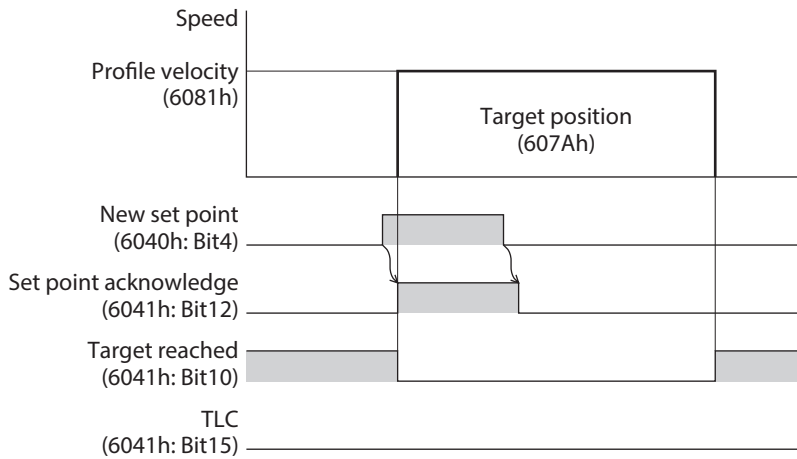 Speed
Profile velocity
(6081h)
Target position
(607Ah)
New set point
(6040h: Bit4)
Set point acknowledge
(6041h: Bit12)
Target reached
(6041h: Bit10)
TLC
(6041h: Bit15)